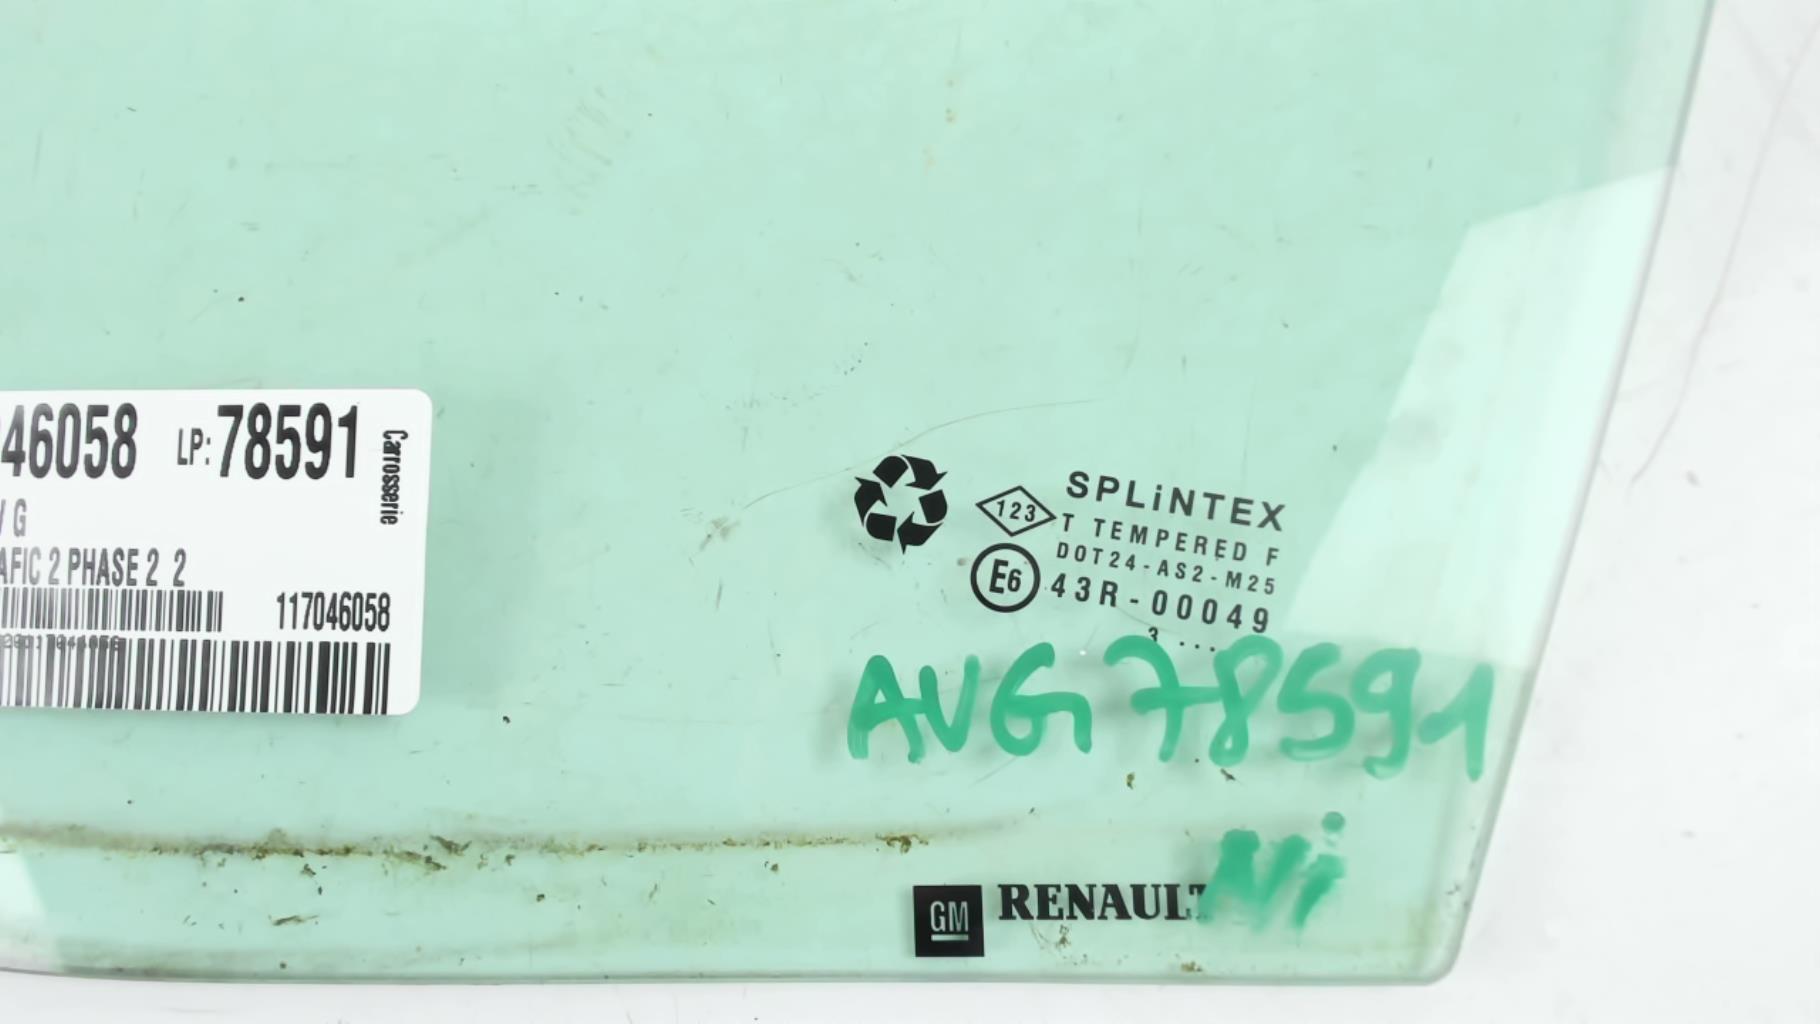 46058 LP: 78591
Carrosserie
V G
AFIC 2 PHASE 2 2
117046058
SPLiNTEX
123
T TEMPERED F
DOT24-AS2-M25
E6 43R-00049
3 ....
AVG 78591
Ni
GM RENAULT